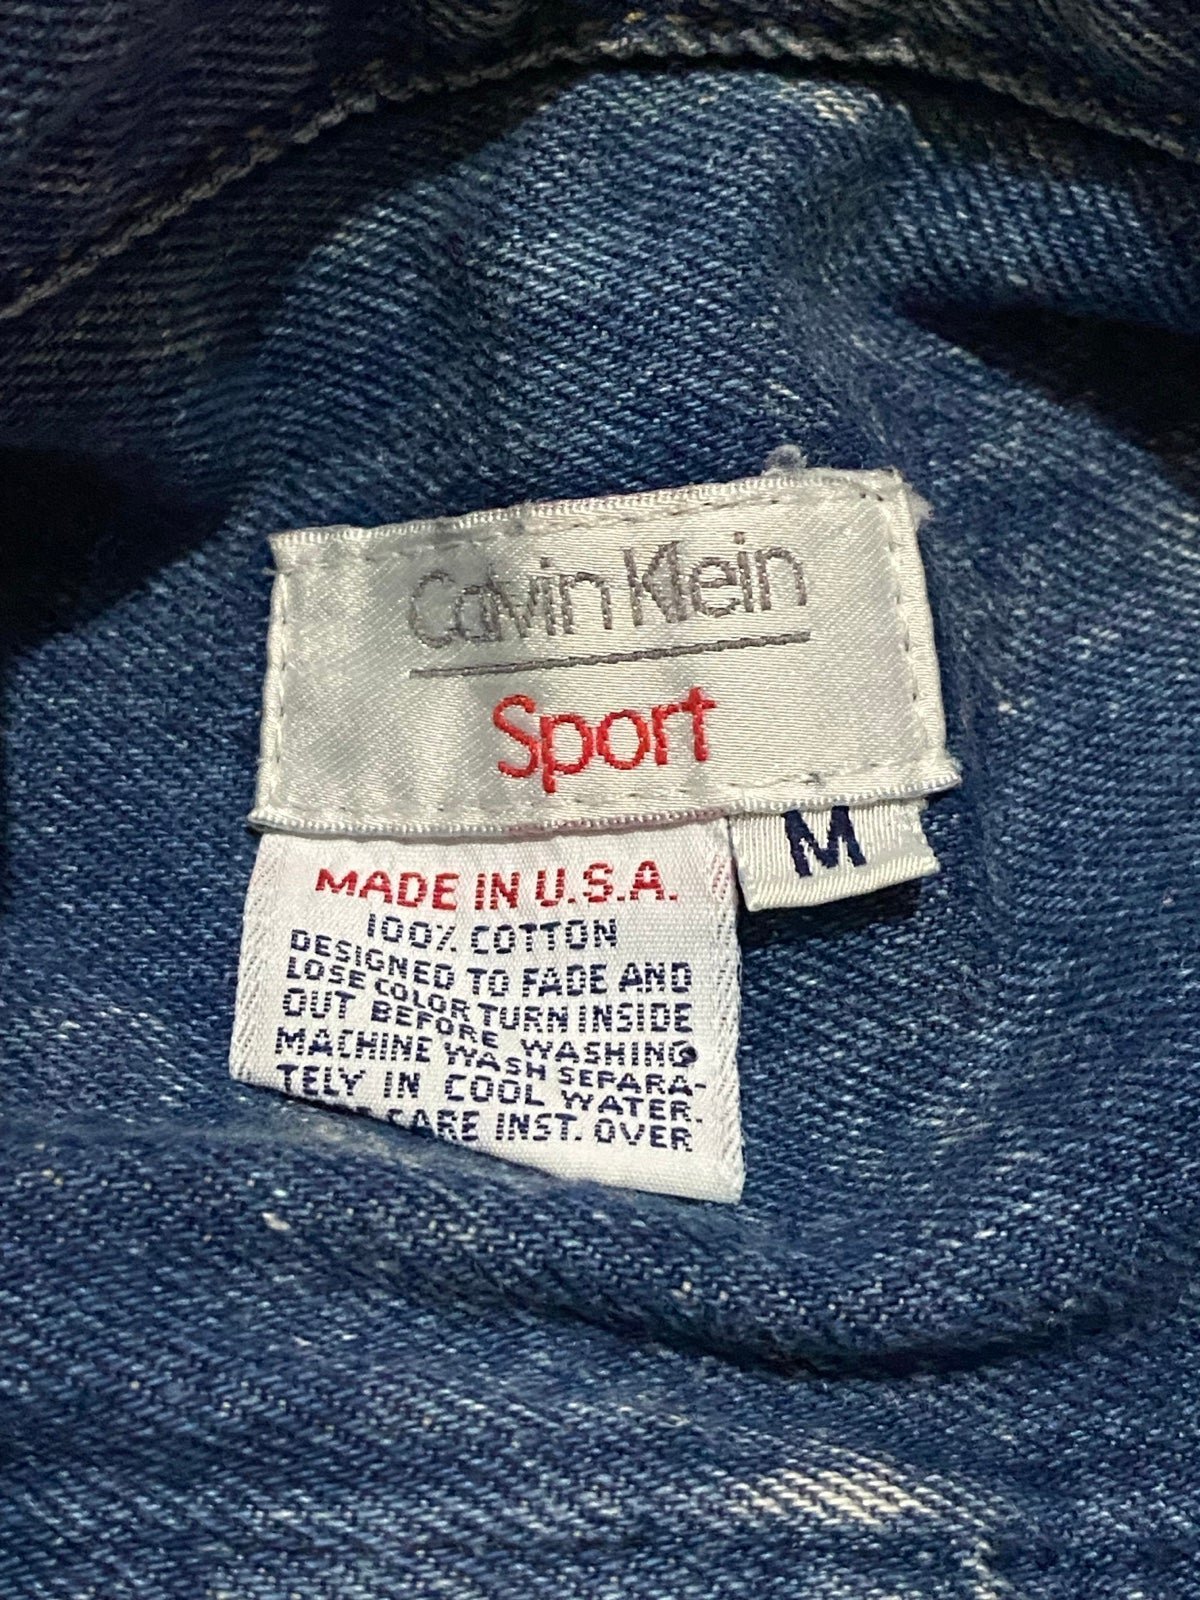 Calvin Klein
Sport
M
MADE IN U.S.A.
100% COTTON
DESIGNED TO FADE AND
LOSE COLOR TURN INSIDE
OUT BEFORE WASHING.
MACHINE WASH SEPARA-
TELY IN COOL WATER.
CARE INST. OVER